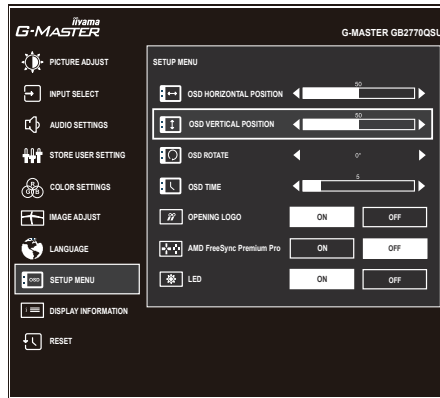 iiyama
G-MASTER
G-MASTER GB2770QSU
PICTURE ADJUST
INPUT SELECT
AUDIO SETTINGS
STORE USER SETTING
COLOR SETTINGS
IMAGE ADJUST
LANGUAGE
OSD SETUP MENU
DISPLAY INFORMATION
RESET
SETUP MENU
OSD HORIZONTAL POSITION 50
OSD VERTICAL POSITION 50
OSD ROTATE 0°
OSD TIME 5
OPENING LOGO ON OFF
AMD FreeSync Premium Pro ON OFF
LED ON OFF